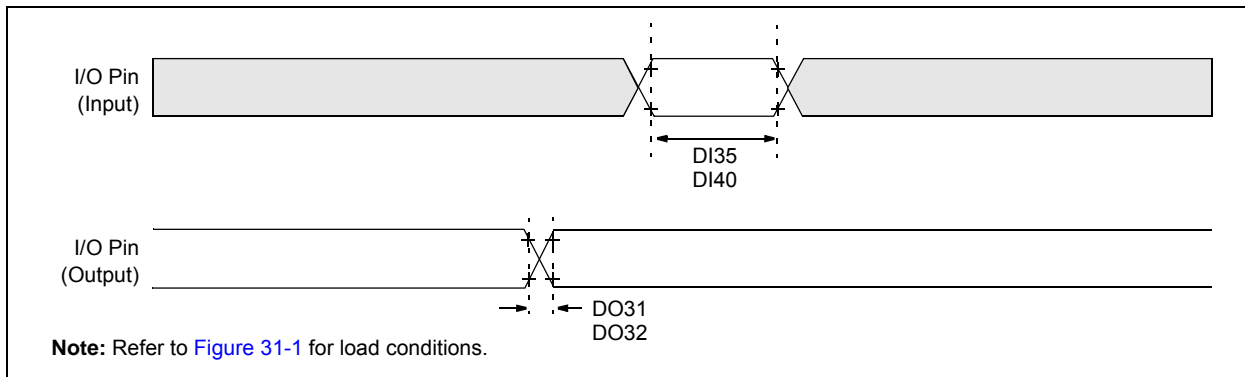 I/O Pin
(Input)
DI35
DI40
I/O Pin
(Output)
DO31
DO32
Note: Refer to Figure 31-1 for load conditions.